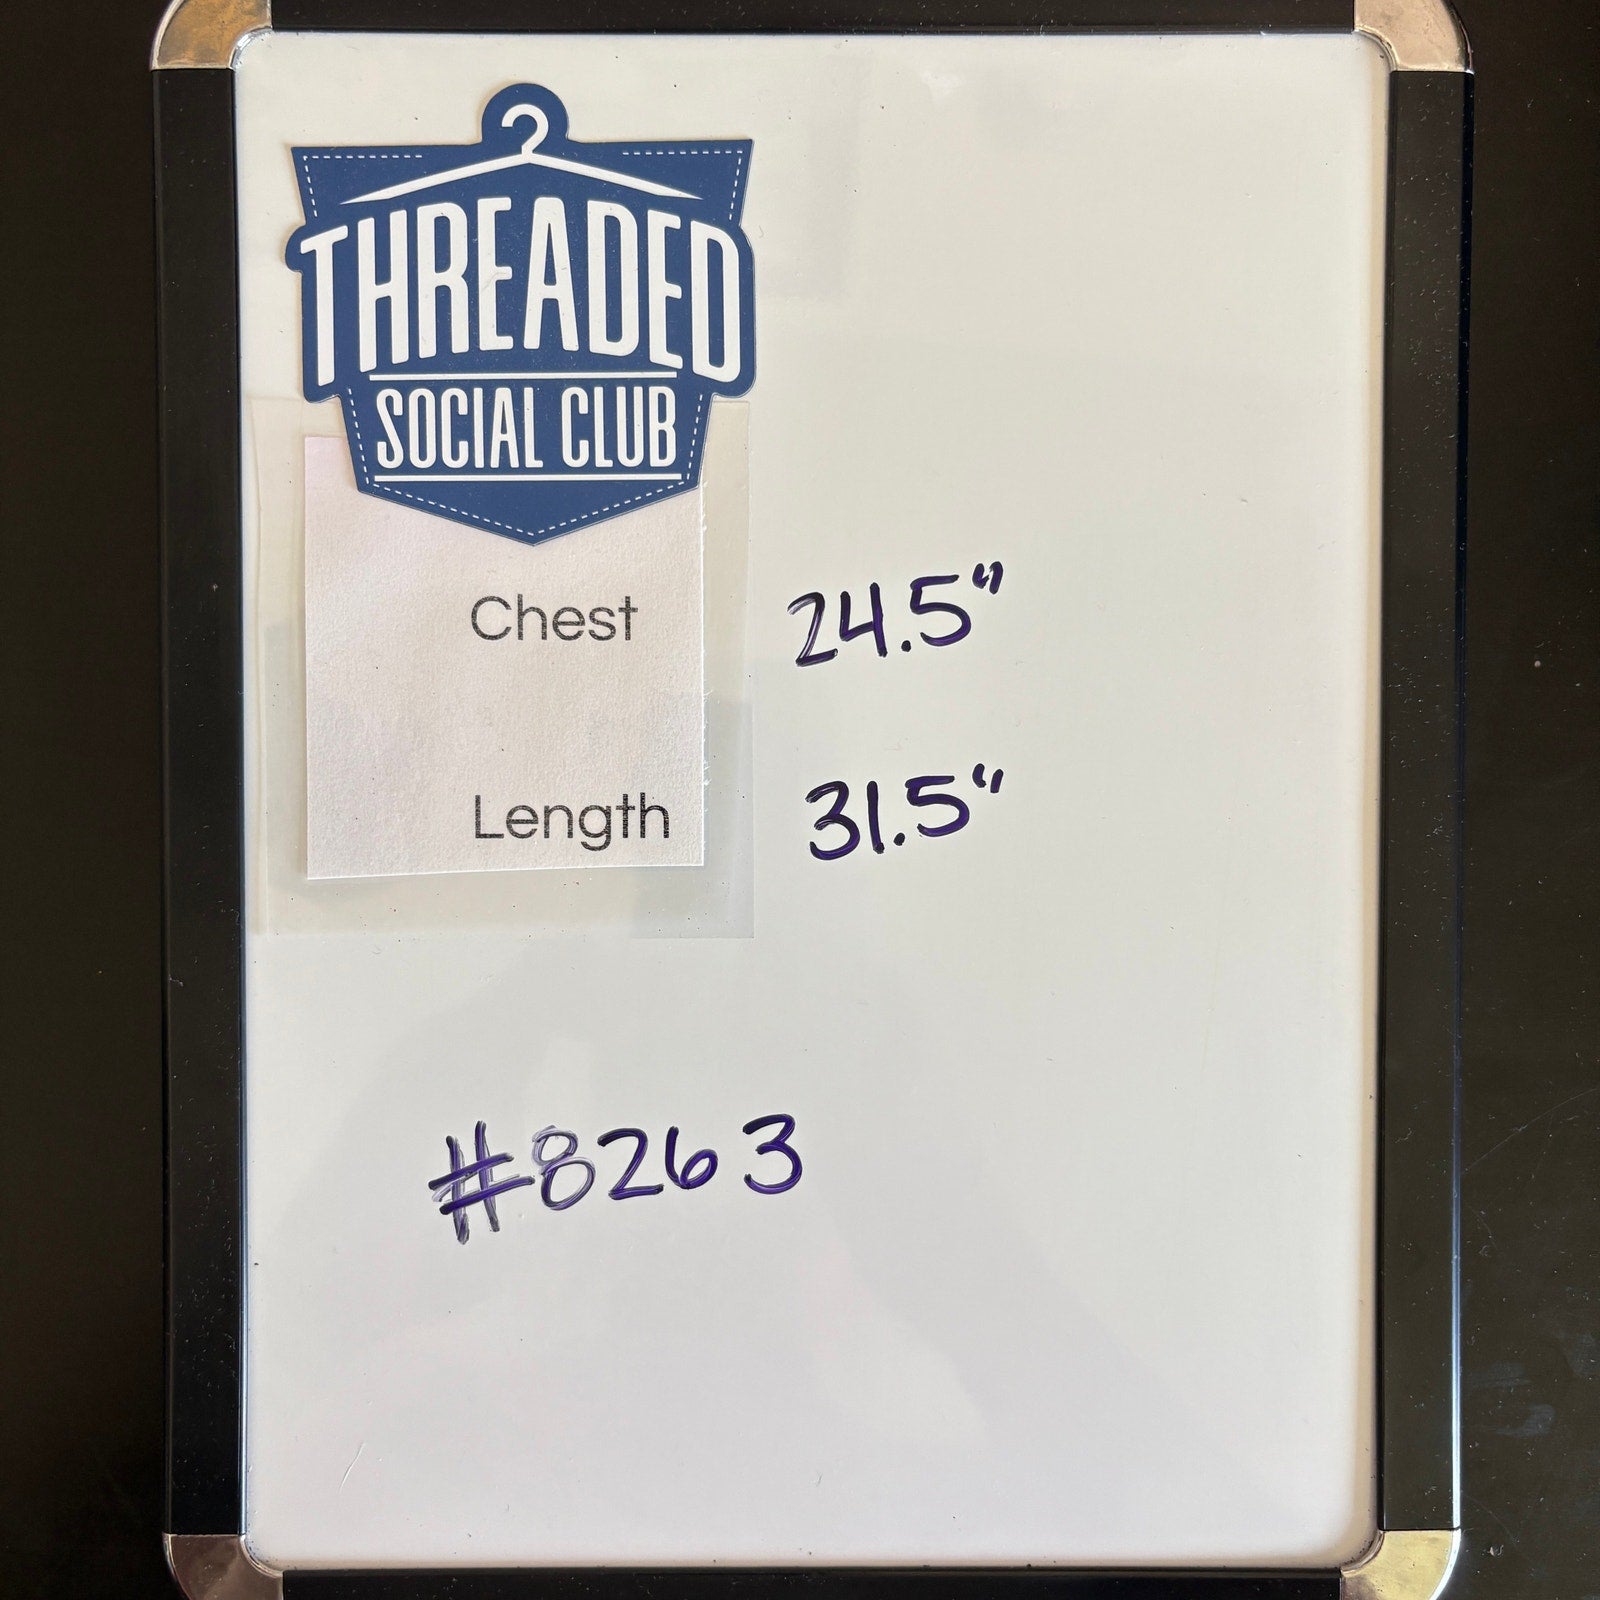 THREADED
SOCIAL CLUB
Chest 24.5"
Length 31.5"
#8263